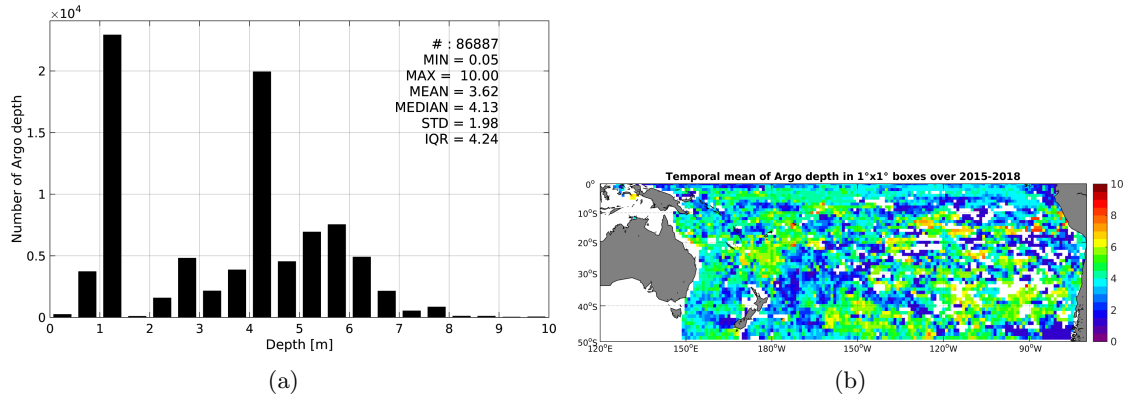 ×10⁴
2
1.5
1
0.5
0
Number of Argo depth
# : 86887
MIN = 0.05
MAX = 10.00
MEAN = 3.62
MEDIAN = 4.13
STD = 1.98
IQR = 4.24
0 1 2 3 4 5 6 7 8 9 10
Depth [m]
(a)
Temporal mean of Argo depth in 1°x1° boxes over 2015-2018
0°
10°S
20°S
30°S
40°S
50°S
120°E 150°E 180°W 150°W 120°W 90°W
10
8
6
4
2
0
(b)